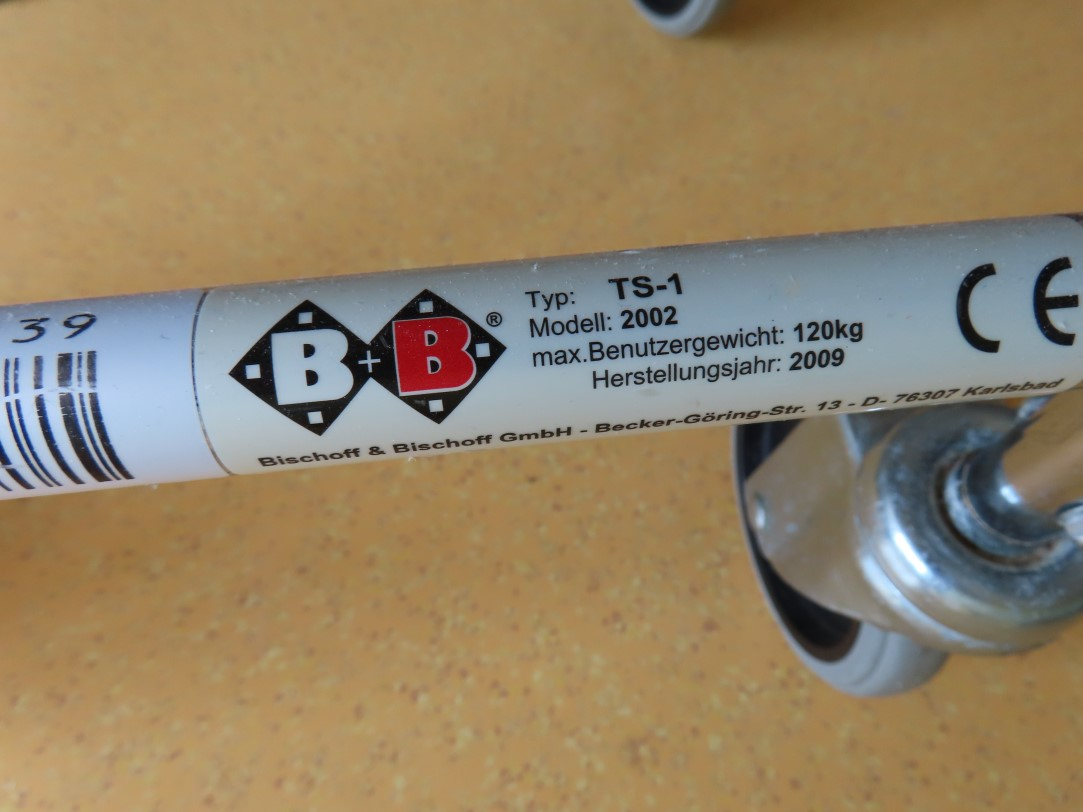 39
B + B ®
Typ: TS-1
Modell: 2002
max.Benutzergewicht: 120kg
Herstellungsjahr: 2009
Bischoff & Bischoff GmbH - Becker-Göring-Str. 13 - D- 76307 Karlsbad
CE